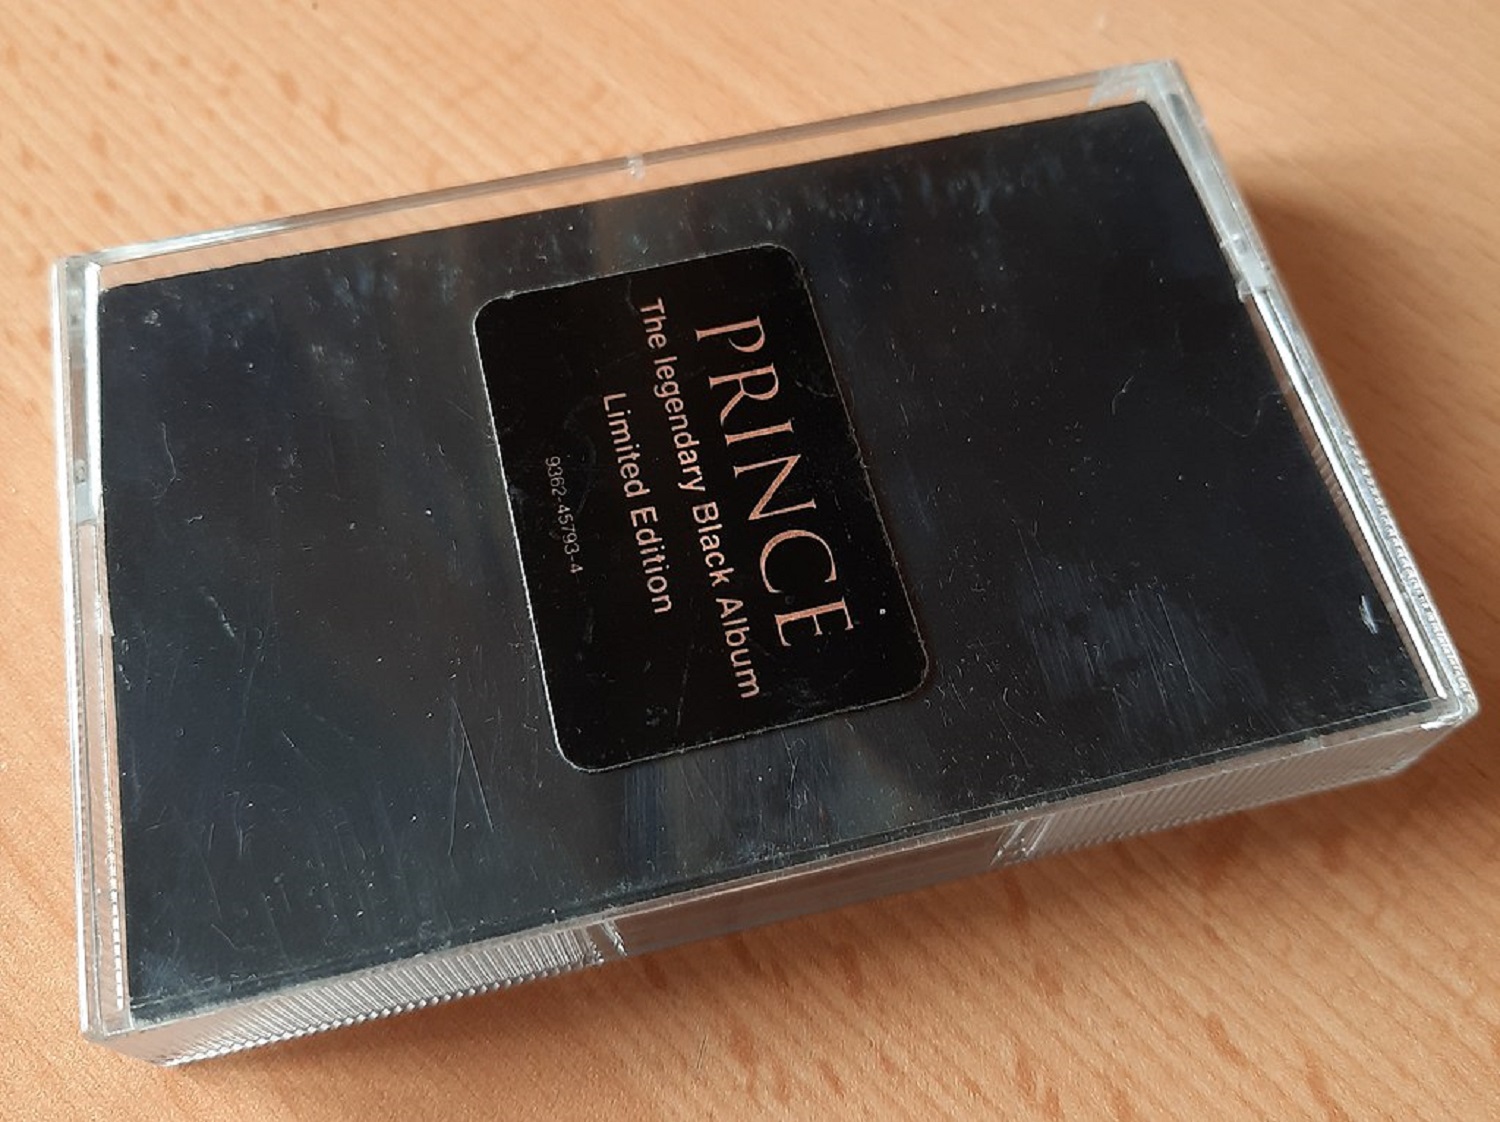 PRINCE
The legendary Black Album
Limited Edition
9362-45793-4